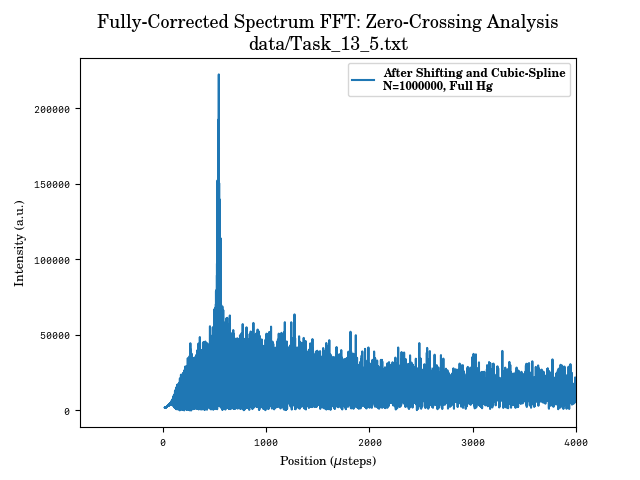 Fully-Corrected Spectrum FFT: Zero-Crossing Analysis
data/Task_13_5.txt
After Shifting and Cubic-Spline
N=1000000, Full Hg
200000
150000
100000
50000
0
Intensity (a.u.)
0 1000 2000 3000 4000
Position (μsteps)